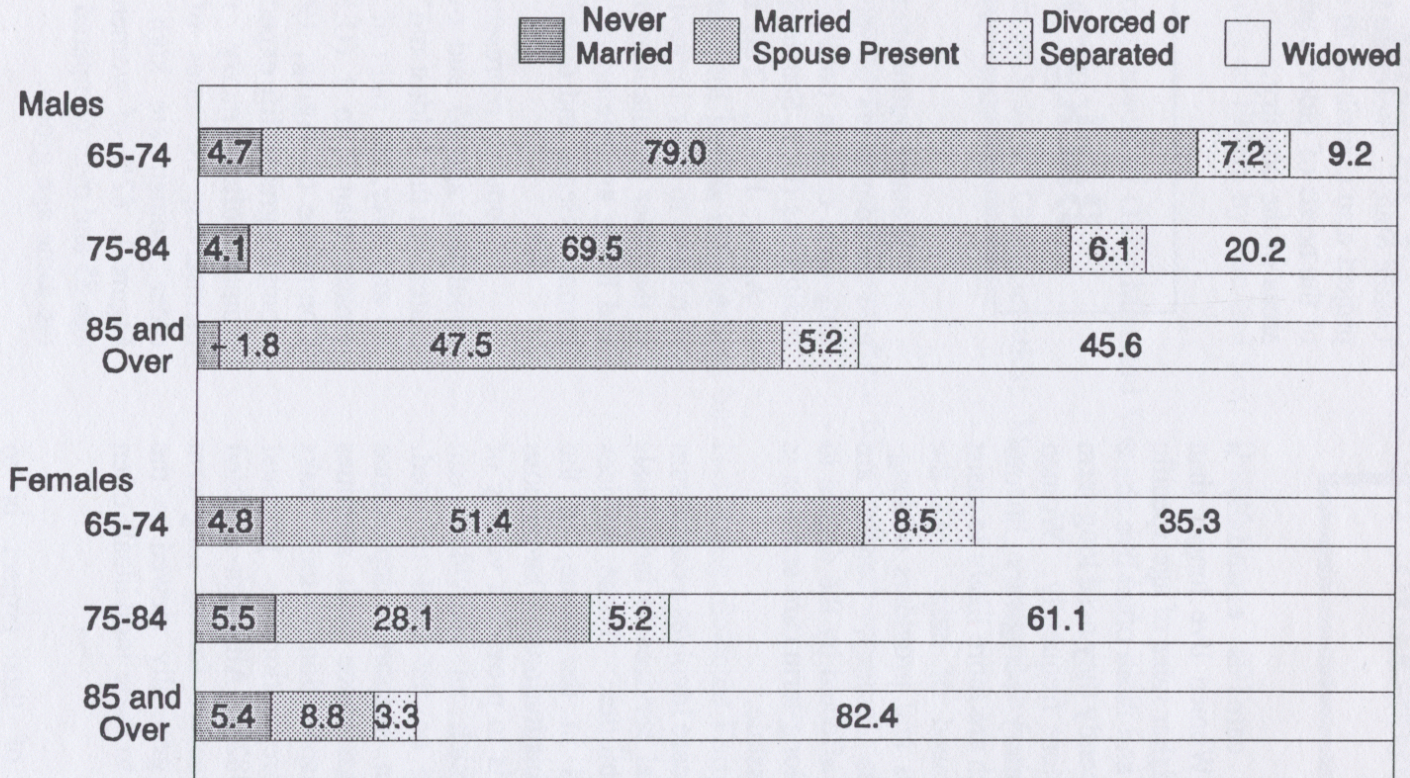 Never Married
Married Spouse Present
Divorced or Separated
Widowed
Males
65-74
4.7 79.0 7.2 9.2
75-84
4.1 69.5 6.1 20.2
85 and Over
1.8 47.5 5.2 45.6
Females
65-74
4.8 51.4 8.5 35.3
75-84
5.5 28.1 5.2 61.1
85 and Over
5.4 8.8 3.3 82.4